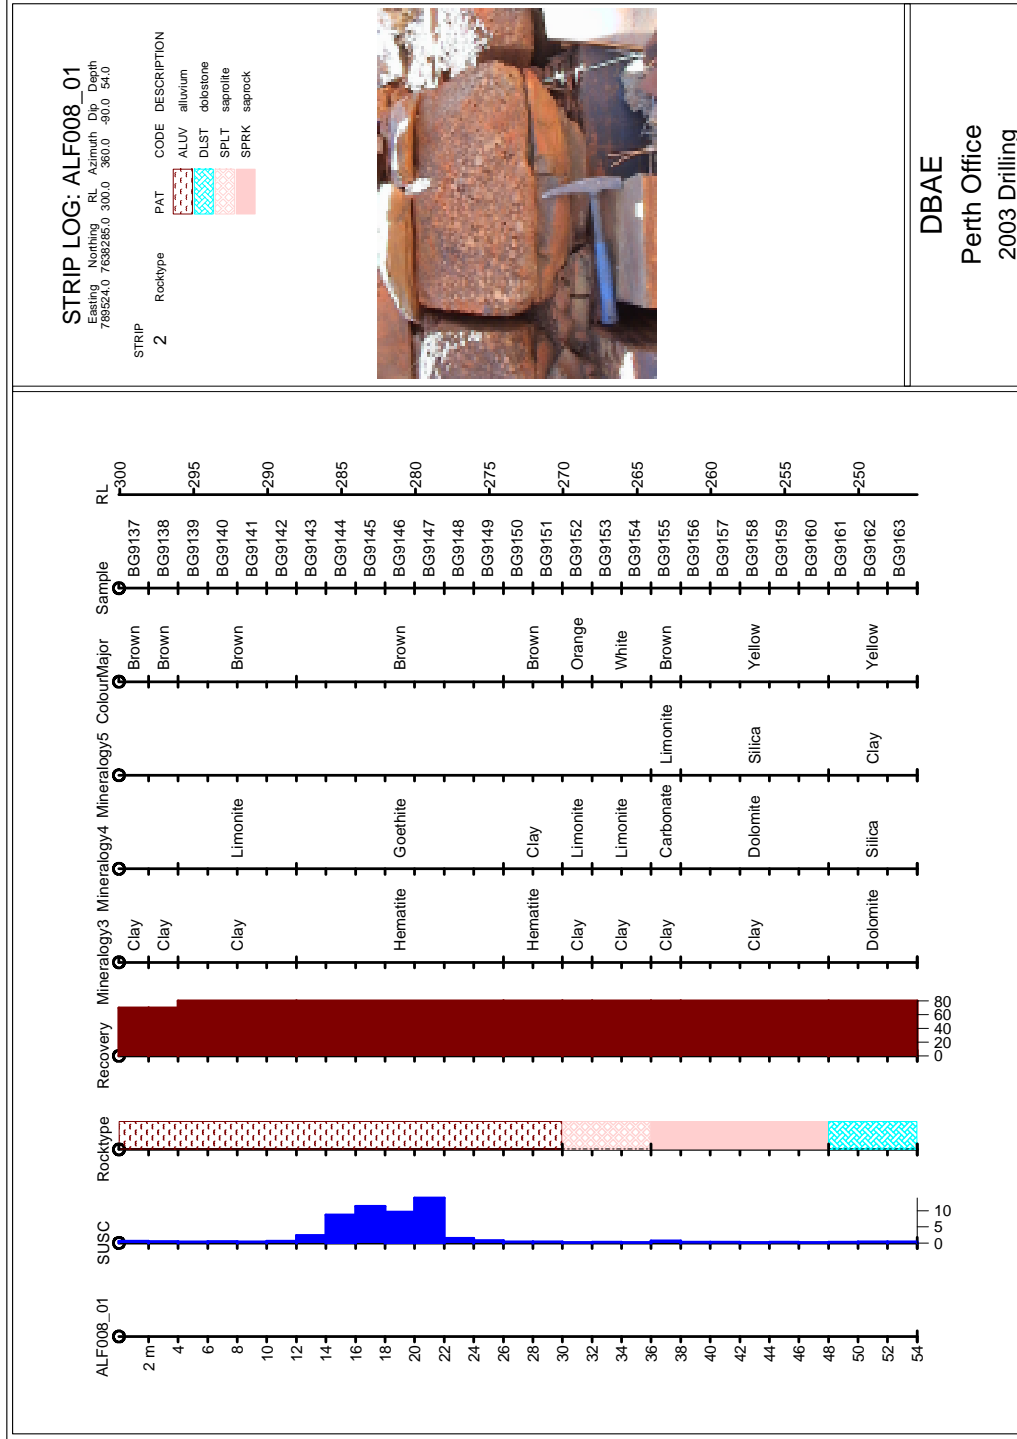 STRIP LOG: ALF008_01
Easting Northing RL Azimuth Dip Depth
789524.0 7638285.0 300.0 360.0 -90.0 54.0
STRIP
2 Rocktype PAT CODE DESCRIPTION
ALUV alluvium
DLST dolostone
SPLT saprolite
SPRK saprock
DBAE
Perth Office
2003 Drilling
RL
300
295
290
285
280
275
270
265
260
255
250
Sample
BG9137
BG9138
BG9139
BG9140
BG9141
BG9142
BG9143
BG9144
BG9145
BG9146
BG9147
BG9148
BG9149
BG9150
BG9151
BG9152
BG9153
BG9154
BG9155
BG9156
BG9157
BG9158
BG9159
BG9160
BG9161
BG9162
BG9163
ColourMajor
Brown
Brown
Brown
Brown
Brown
Orange
White
Brown
Yellow
Yellow
Mineralogy5
Limonite
Silica
Clay
Mineralogy4
Limonite
Goethite
Clay
Limonite
Limonite
Carbonate
Dolomite
Silica
Mineralogy3
Clay
Clay
Clay
Hematite
Hematite
Clay
Clay
Clay
Clay
Dolomite
Recovery
80
60
40
20
0
Rocktype
SUSC
10
5
0
ALF008_01
2 m
4
6
8
10
12
14
16
18
20
22
24
26
28
30
32
34
36
38
40
42
44
46
48
50
52
54